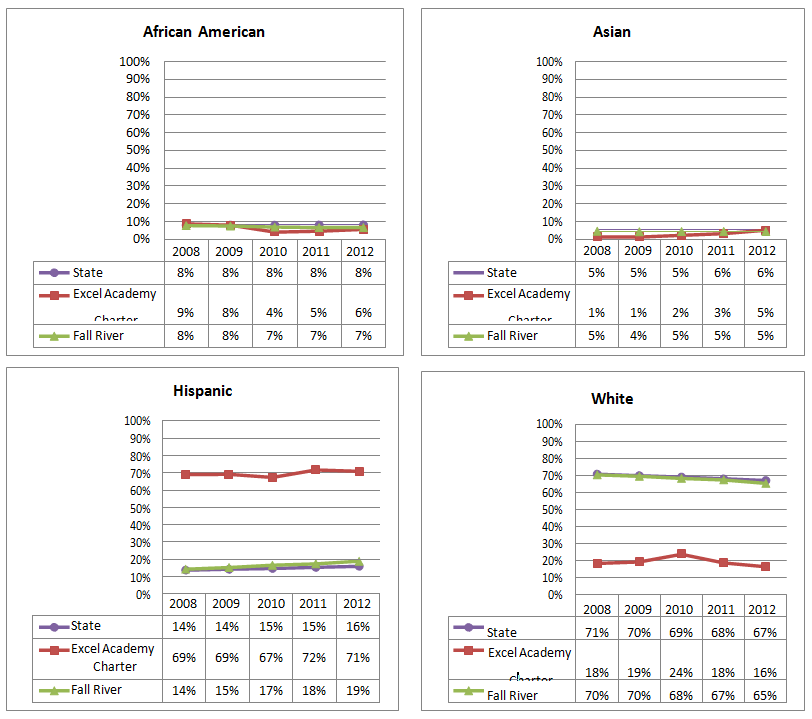 African American
100%
90%
80%
70%
60%
50%
40%
30%
20%
10%
0%
2008 2009 2010 2011 2012
State 8% 8% 8% 8% 8%
Excel Academy
Charter 9% 8% 4% 5% 6%
Fall River 8% 8% 7% 7% 7%
Asian
100%
90%
80%
70%
60%
50%
40%
30%
20%
10%
0%
2008 2009 2010 2011 2012
State 5% 5% 5% 6% 6%
Excel Academy
Charter 1% 1% 2% 3% 5%
Fall River 5% 4% 5% 5% 5%
Hispanic
100%
90%
80%
70%
60%
50%
40%
30%
20%
10%
0%
2008 2009 2010 2011 2012
State 14% 14% 15% 15% 16%
Excel Academy
Charter 69% 69% 67% 72% 71%
Fall River 14% 15% 17% 18% 19%
White
100%
90%
80%
70%
60%
50%
40%
30%
20%
10%
0%
2008 2009 2010 2011 2012
State 71% 70% 69% 68% 67%
Excel Academy
Charter 18% 19% 24% 18% 16%
Fall River 70% 70% 68% 67% 65%